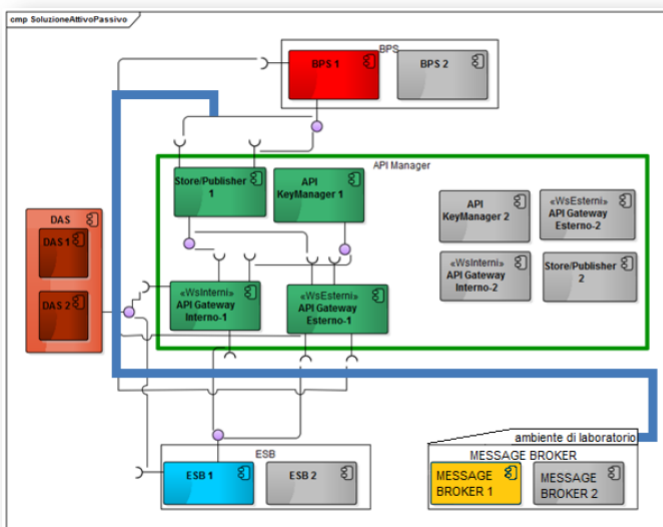 cmp SoluzioneAttivoPassivo
BPS
BPS 1
BPS 2
API Manager
Store/Publisher
1
API
KeyManager 1
API
KeyManager 2
«WsEsterni»
API Gateway
Esterno-2
DAS
DAS 1
DAS 2
«WsInterni»
API Gateway
Interno-1
«WsEsterni»
API Gateway
Esterno-1
«WsInterni»
API Gateway
Interno-2
Store/Publisher
2
ambiente di laboratorio
ESB
ESB 1
ESB 2
MESSAGE BROKER
MESSAGE
BROKER 1
MESSAGE
BROKER 2